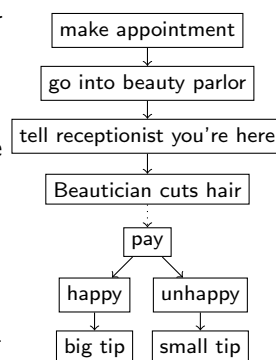 make appointment
go into beauty parlor
tell receptionist you're here
Beautician cuts hair
pay
happy unhappy
big tip small tip